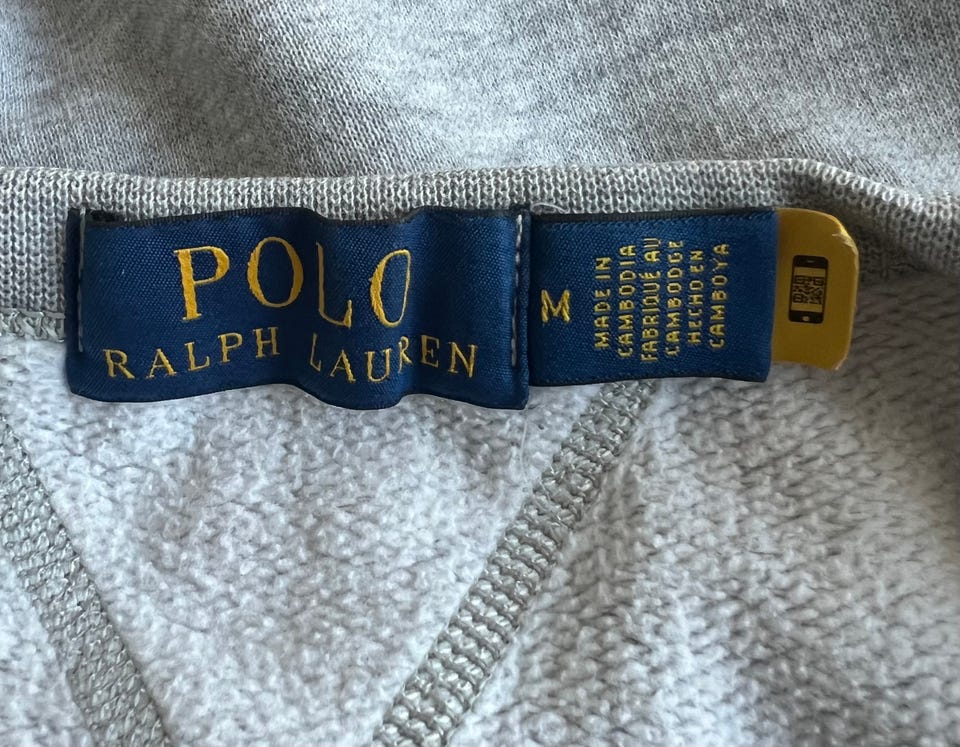 POLO
RALPH LAUREN
M
MADE IN
CAMBODIA
FABRIQUÉ AU
CAMBODGE
HECHO EN
CAMBOYA